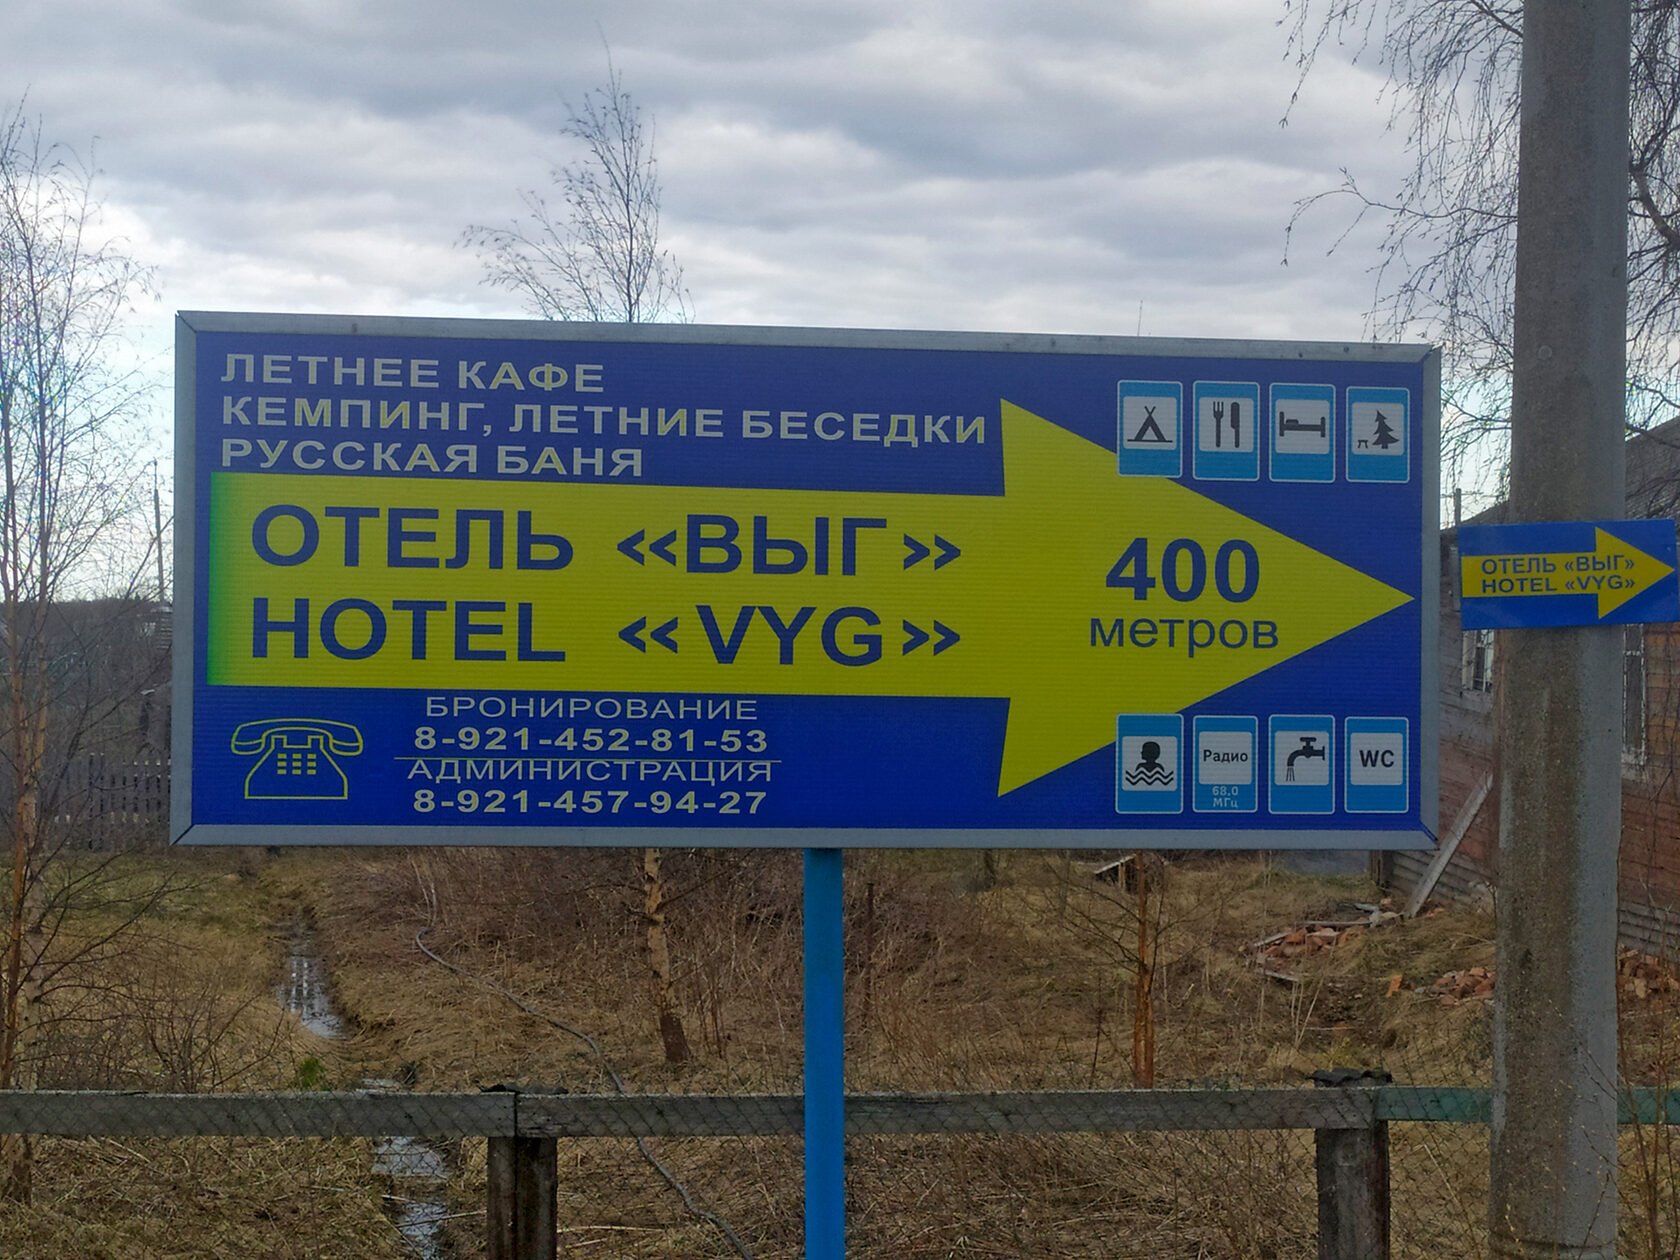 ЛЕТНЕЕ КАФЕ
КЕМПИНГ, ЛЕТНИЕ БЕСЕДКИ
РУССКАЯ БАНЯ
ОТЕЛЬ «ВЫГ»
HOTEL «VYG»
400
метров
БРОНИРОВАНИЕ
8-921-452-81-53
АДМИНИСТРАЦИЯ
8-921-457-94-27
Радио
68.0
МГц
WC
ОТЕЛЬ «ВЫГ»
HOTEL «VYG»